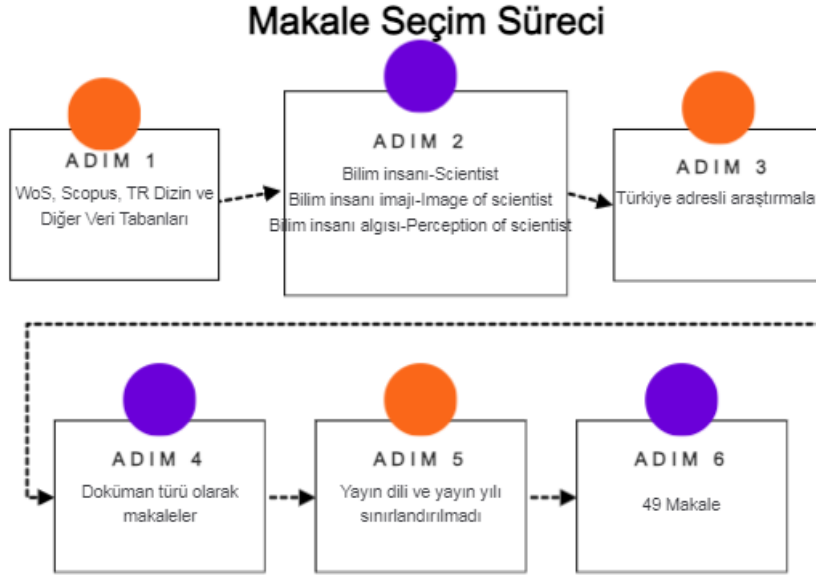 Makale Seçim Süreci
ADIM 1
WoS, Scopus, TR Dizin ve
Diğer Veri Tabanları
ADIM 2
Bilim insanı-Scientist
Bilim insanı imajı-Image of scientist
Bilim insanı algısı-Perception of scientist
ADIM 3
Türkiye adresli araştırmala
ADIM 4
Doküman türü olarak
makaleler
ADIM 5
Yayın dili ve yayın yılı
sınırlandırılmadı
ADIM 6
49 Makale